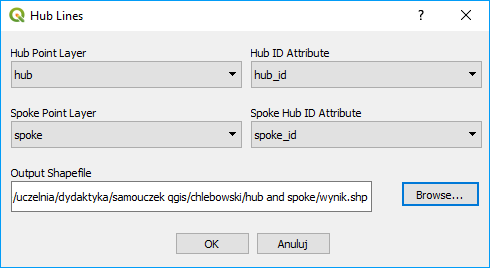 Hub Lines
Hub Point Layer
Hub ID Attribute
hub
hub_id
Spoke Point Layer
Spoke Hub ID Attribute
spoke
spoke_id
Output Shapefile
/uczelnia/dydaktyka/samouczek qgis/chlebowski/hub and spoke/wynik.shp
Browse...
OK
Anuluj